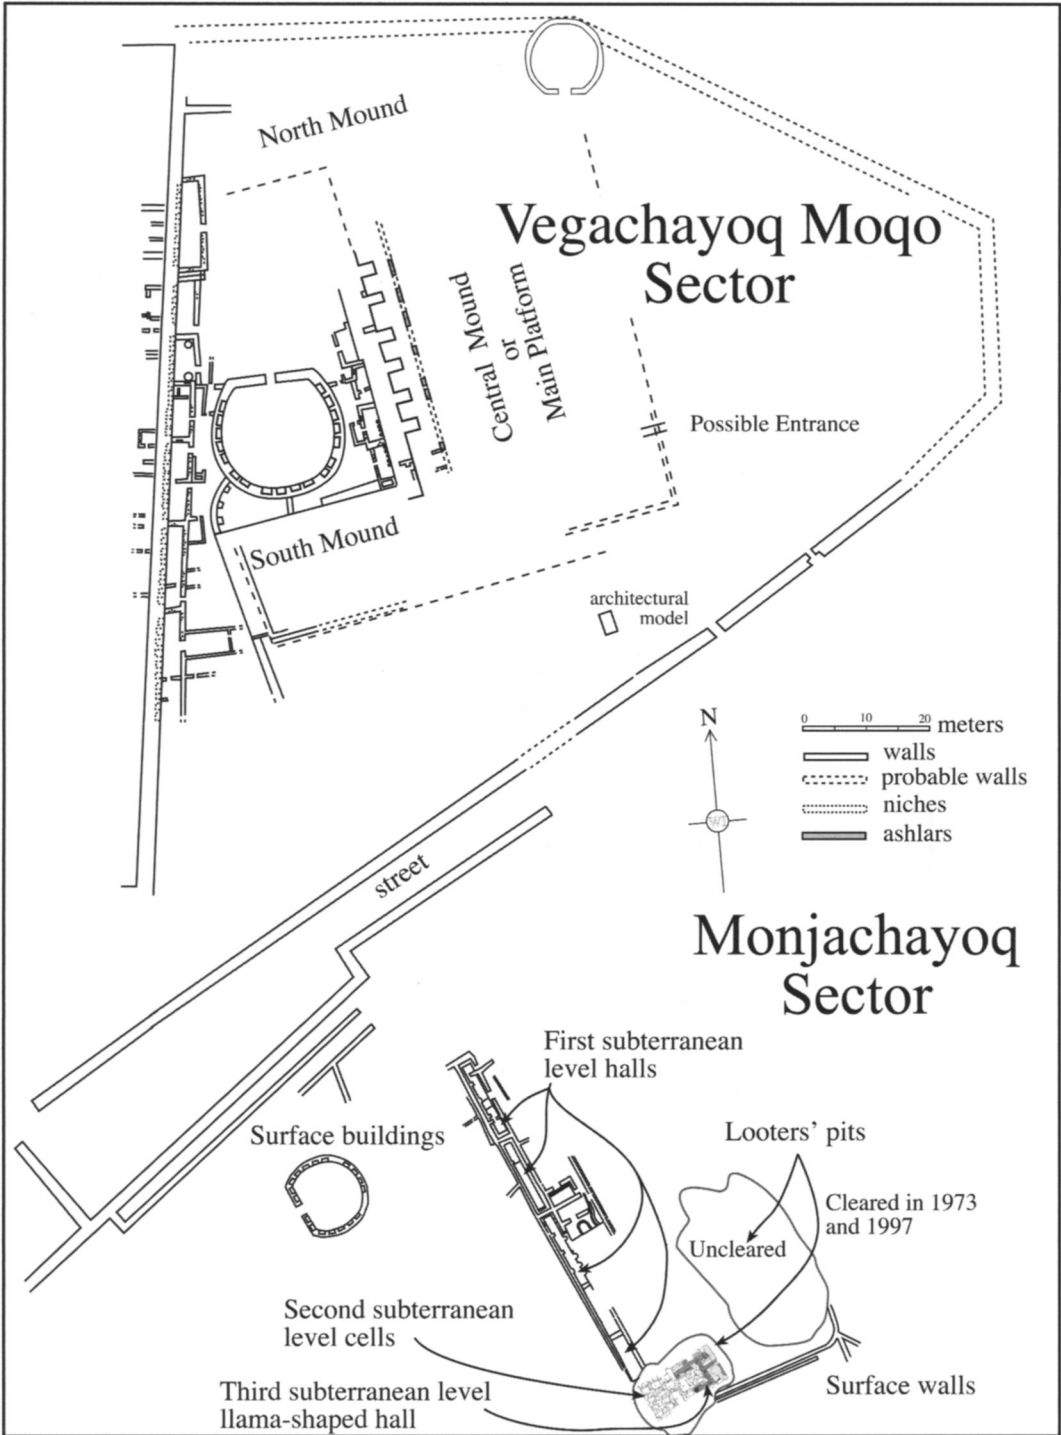 North Mound
Vegachayoq Moqo
Sector
Central Mound
or
Main Platform
Possible Entrance
South Mound
architectural
model
N
0 10 20 meters
walls
probable walls
niches
ashlars
WI
street
Monjachayoq
Sector
First subterranean
level halls
Surface buildings
Looters' pits
Cleared in 1973
and 1997
Uncleared
Second subterranean
level cells
Third subterranean level
llama-shaped hall
Surface walls